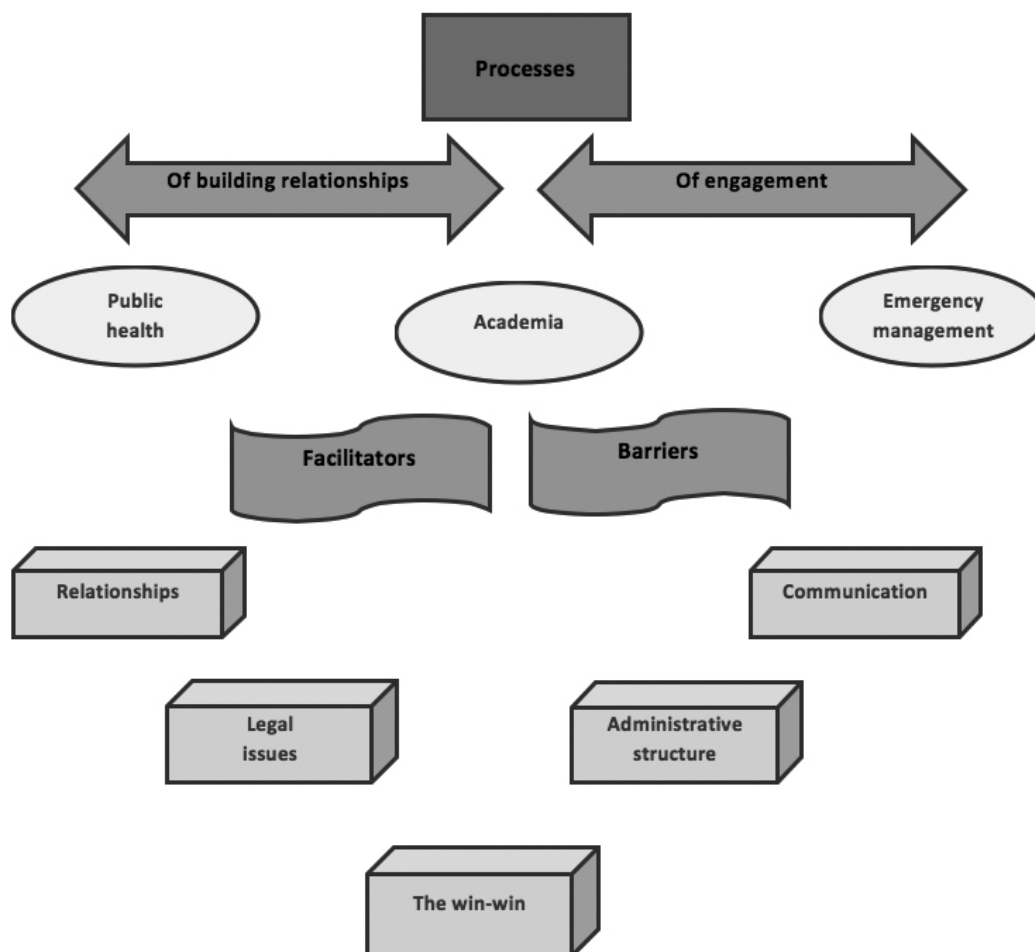 Processes
Of building relationships
Of engagement
Public
health
Academia
Emergency
management
Facilitators
Barriers
Relationships
Communication
Legal
issues
Administrative
structure
The win-win